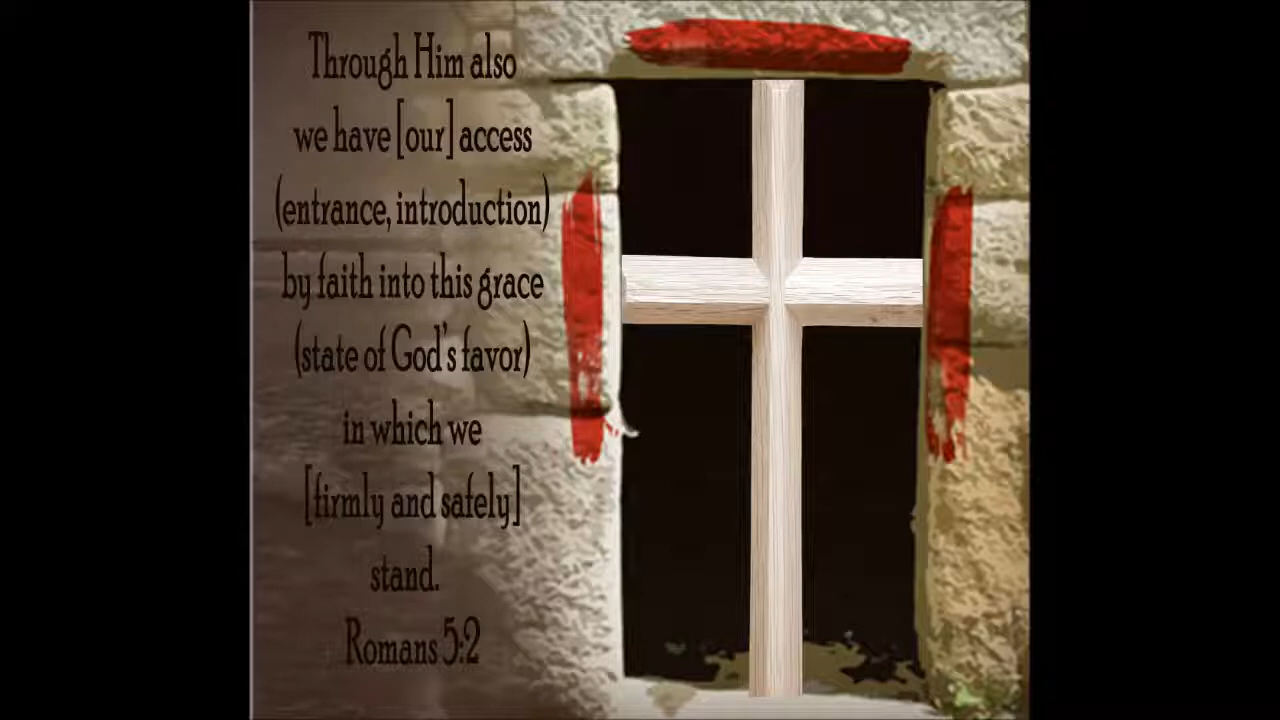 Through Him also
we have [our] access
(entrance, introduction)
by faith into this grace
(state of God's favor)
in which we
[firmly and safely]
stand.
Romans 5:2